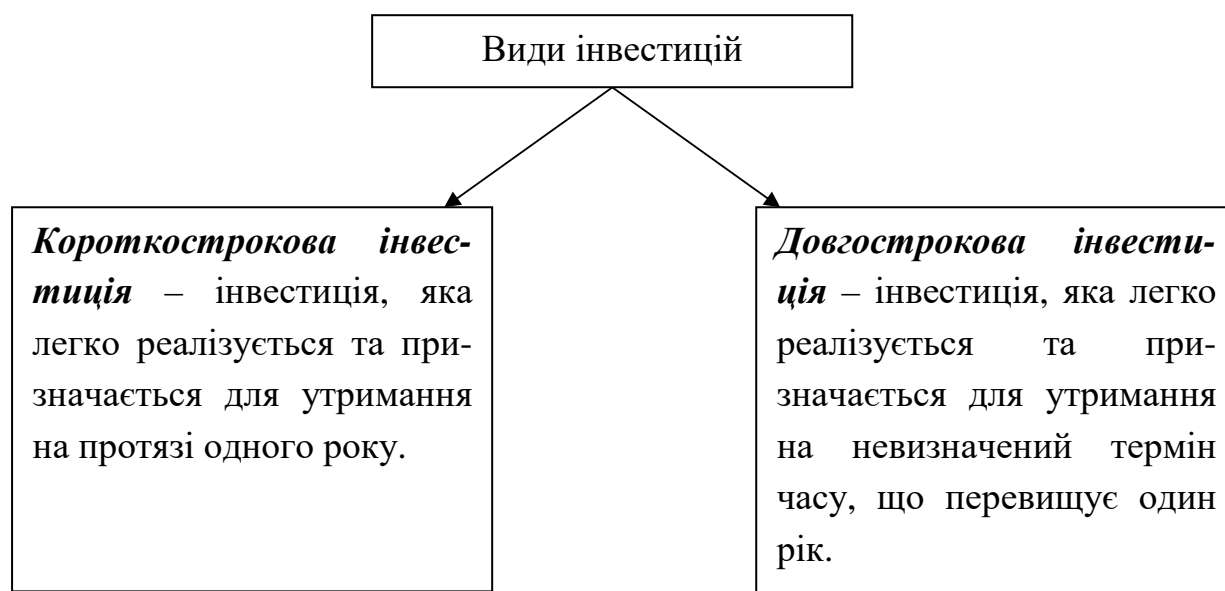 Види інвестицій
Короткострокова інвес-
тиція – інвестиція, яка
легко реалізується та при-
значається для утримання
на протязі одного року.
Довгострокова інвести-
ція – інвестиція, яка легко
реалізується та при-
значається для утримання
на невизначений термін
часу, що перевищує один
рік.